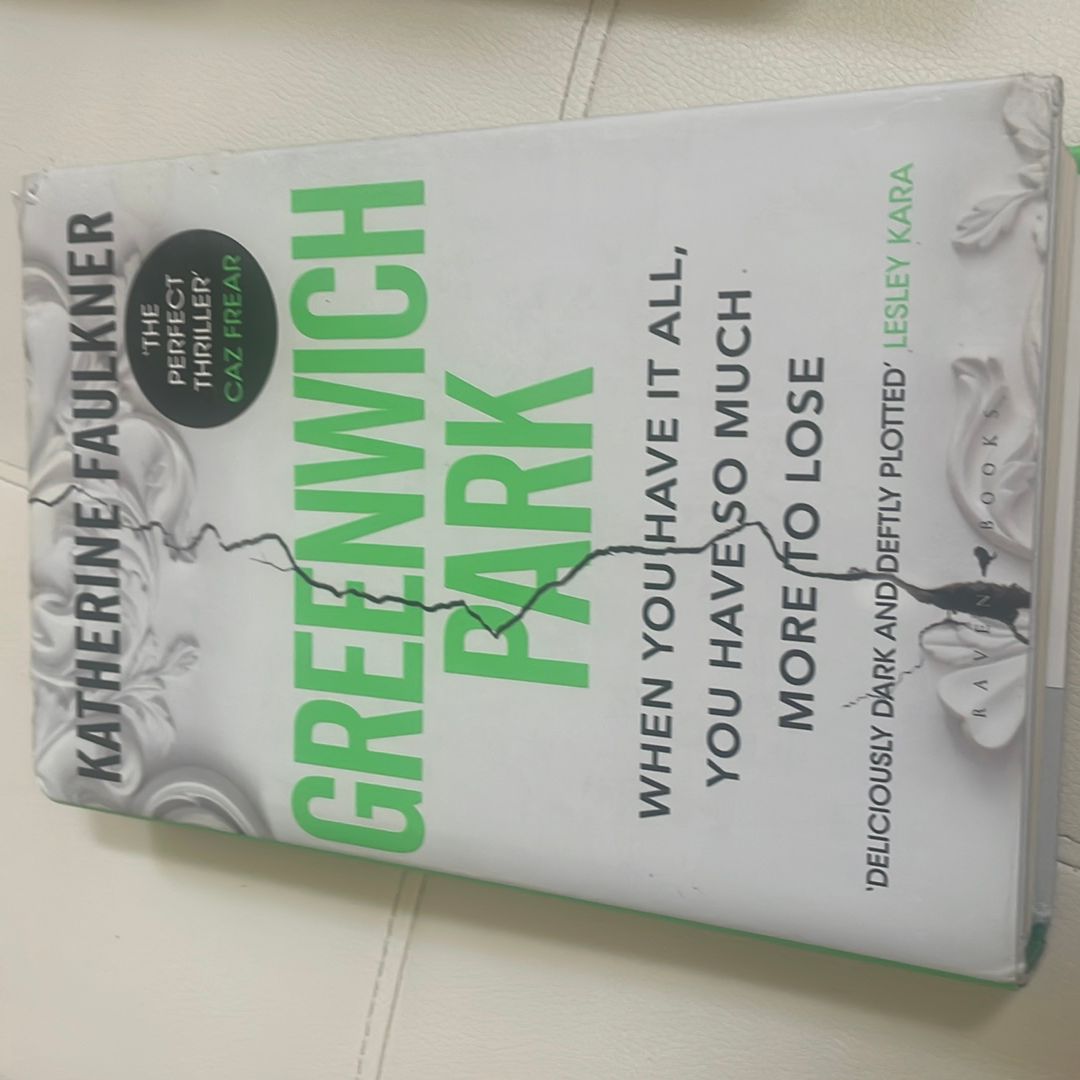 KATHERINE FAULKNER
'THE
PERFECT
THRILLER'
CAZ FREAR
GREENWICH
PARK
WHEN YOU HAVE IT ALL,
YOU HAVE SO MUCH
MORE TO LOSE
'DELICIOUSLY DARK AND DEFTLY PLOTTED' LESLEY KARA
RAVEN BOOKS